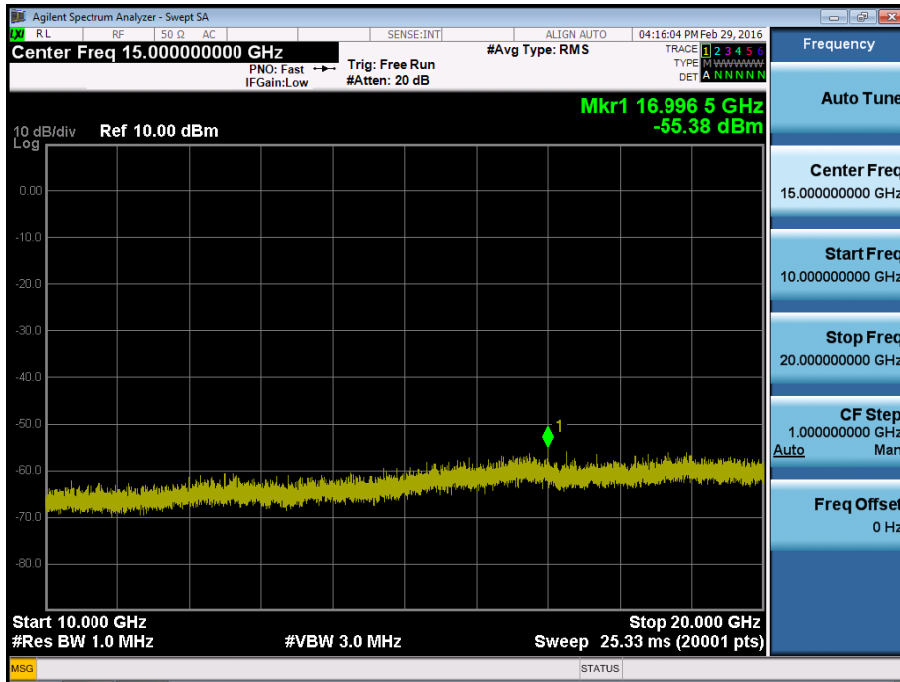 Agilent Spectrum Analyzer - Swept SA
LXI RL RF 50 Ω AC SENSE:INT ALIGN AUTO 04:16:04 PM Feb 29, 2016
Center Freq 15.000000000 GHz #Avg Type: RMS TRACE 1 2 3 4 5 6
PNO: Fast Trig: Free Run TYPE M WWWWW
IFGain:Low #Atten: 20 dB DET A N N N N N
Mkr1 16.996 5 GHz
-55.38 dBm
10 dB/div Ref 10.00 dBm
Log
0.00
-10.0
-20.0
-30.0
-40.0
-50.0
1
-60.0
-70.0
-80.0
Start 10.000 GHz Stop 20.000 GHz
#Res BW 1.0 MHz #VBW 3.0 MHz Sweep 25.33 ms (20001 pts)
MSG STATUS
Frequency
Auto Tune
Center Freq
15.000000000 GHz
Start Freq
10.000000000 GHz
Stop Freq
20.000000000 GHz
CF Step
1.000000000 GHz
Auto Man
Freq Offset
0 Hz